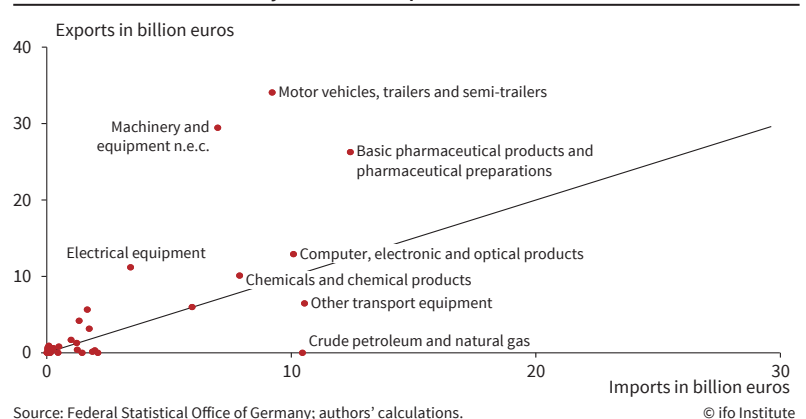 Exports in billion euros
40
Motor vehicles, trailers and semi-trailers
30
Machinery and
equipment n.e.c.
Basic pharmaceutical products and
pharmaceutical preparations
20
Electrical equipment
Computer, electronic and optical products
10
Chemicals and chemical products
Other transport equipment
Crude petroleum and natural gas
0
0
10
20
30
Imports in billion euros
Source: Federal Statistical Office of Germany; authors’ calculations.
© ifo Institute